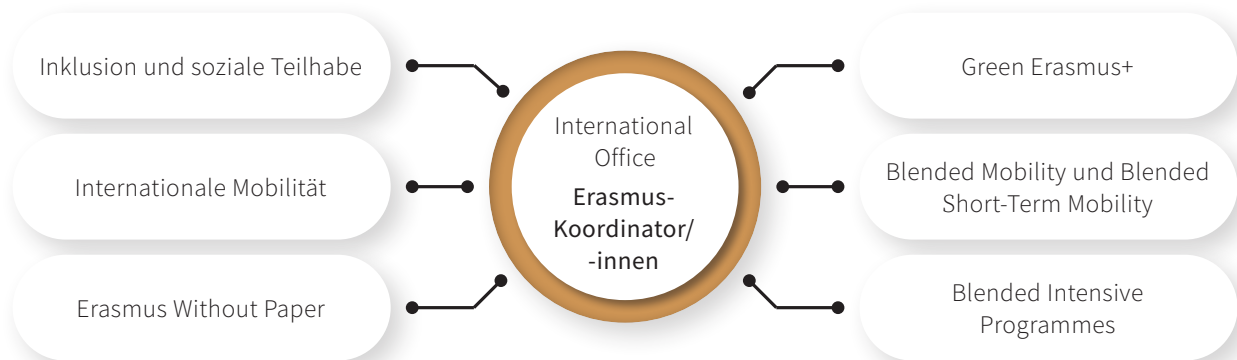 Inklusion und soziale Teilhabe
Internationale Mobilität
Erasmus Without Paper
International
Office
Erasmus-
Koordinator/
-innen
Green Erasmus+
Blended Mobility und Blended
Short-Term Mobility
Blended Intensive
Programmes